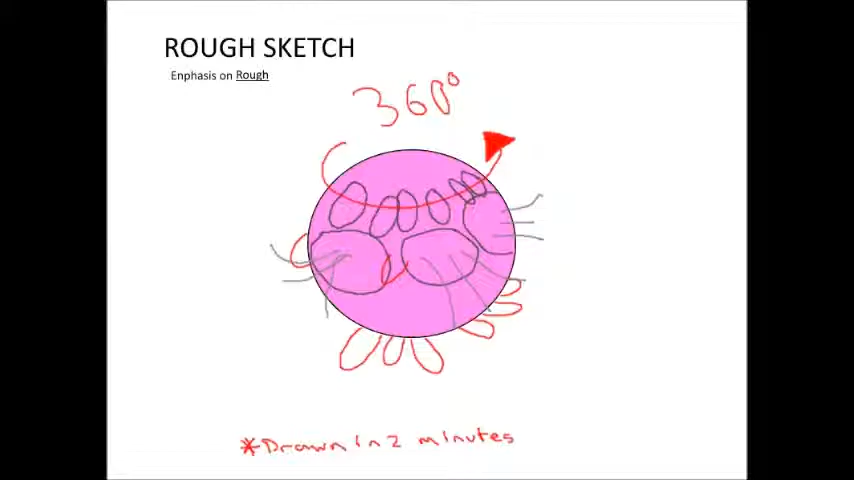 ROUGH SKETCH
Enphasis on Rough
360°
*Drawn in 2 minutes